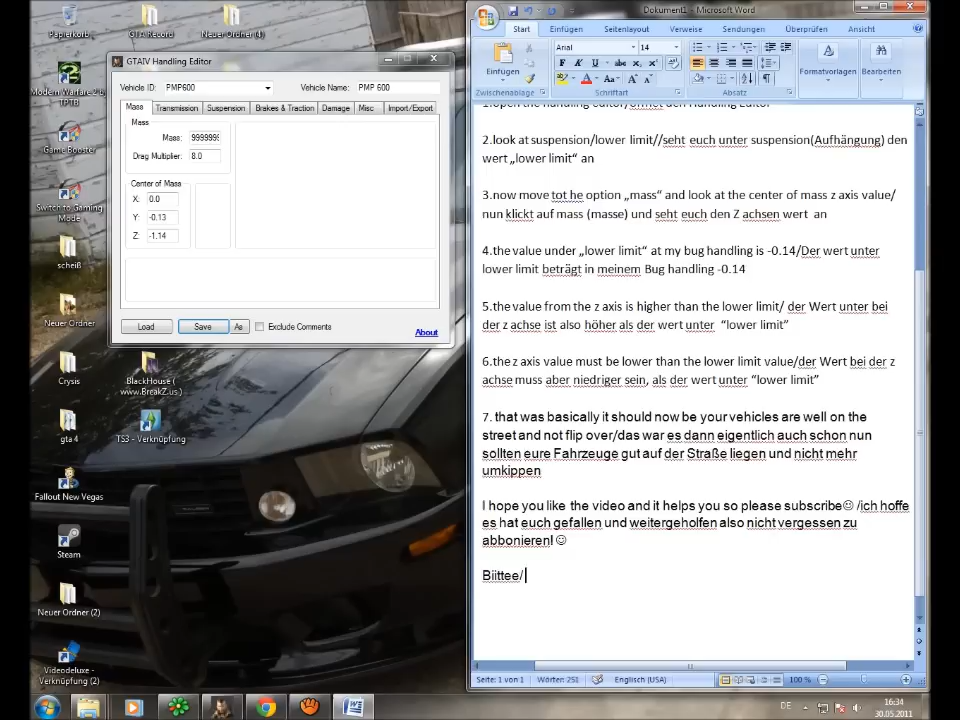 Papierkorb
GTA Record
Neuer Ordner (4)
Modern Warfare 2 & TPTB
Game Booster
Switch to Gaming Mode
scheiß
Neuer Ordner
Crysis
BlackHouse ( www.BreakZ.us )
gta 4
TS3 - Verknüpfung
Fallout New Vegas
Steam
Neuer Ordner (2)
Videodeluxe - Verknüpfung (2)
GTAIV Handling Editor
Vehicle ID: PMP600
Vehicle Name: PMP 600
Mass Transmission Suspension Brakes & Traction Damage Misc Import/Export
Mass
Mass: 999999
Drag Multiplier: 8.0
Center of Mass
X: 0.0
Y: -0.13
Z: -1.14
Load Save As Exclude Comments
About
Dokument1 - Microsoft Word
Start Einfügen Seitenlayout Verweise Sendungen Überprüfen Ansicht
Einfügen
Arial 14
Formatvorlagen
Bearbeiten
Zwischenablage Schriftart Absatz
1.open the handling editor/öffnet den Handling Editor
2.look at suspension/lower limit//seht euch unter suspension(Aufhängung) den
wert „lower limit“ an
3.now move tot he option „mass“ and look at the center of mass z axis value/
nun klickt auf mass (masse) und seht euch den Z achsen wert an
4.the value under „lower limit“ at my bug handling is -0.14/Der wert unter
lower limit beträgt in meinem Bug handling -0.14
5.the value from the z axis is higher than the lower limit/ der Wert unter bei
der z achse ist also höher als der wert unter “lower limit”
6.the z axis value must be lower than the lower limit value/der Wert bei der z
achse muss aber niedriger sein, als der wert unter “lower limit”
7. that was basically it should now be your vehicles are well on the
street and not flip over/das war es dann eigentlich auch schon nun
sollten eure Fahrzeuge gut auf der Straße liegen und nicht mehr
umkippen
I hope you like the video and it helps you so please subscribe☺ /ich hoffe
es hat euch gefallen und weitergeholfen also nicht vergessen zu
abbonieren! ☺
Biittee/
Seite: 1 von 1 Wörter: 251 Englisch (USA) 100 %
DE
16:34
30.05.2011